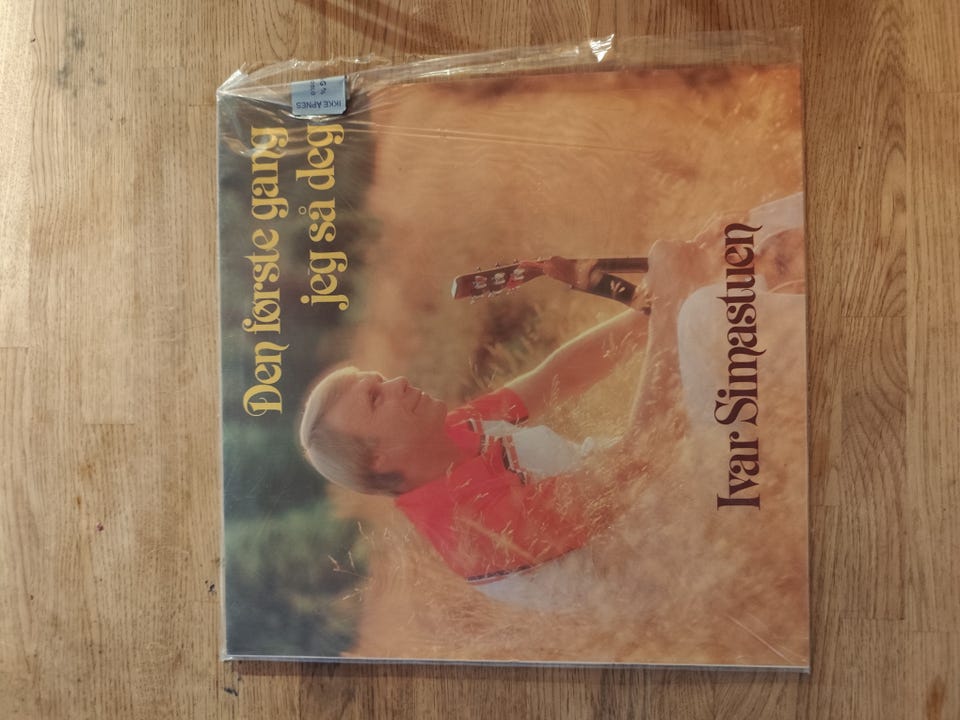 Den første gang
jeg så deg
Ivar Simastuen
IKKE ÅPNES